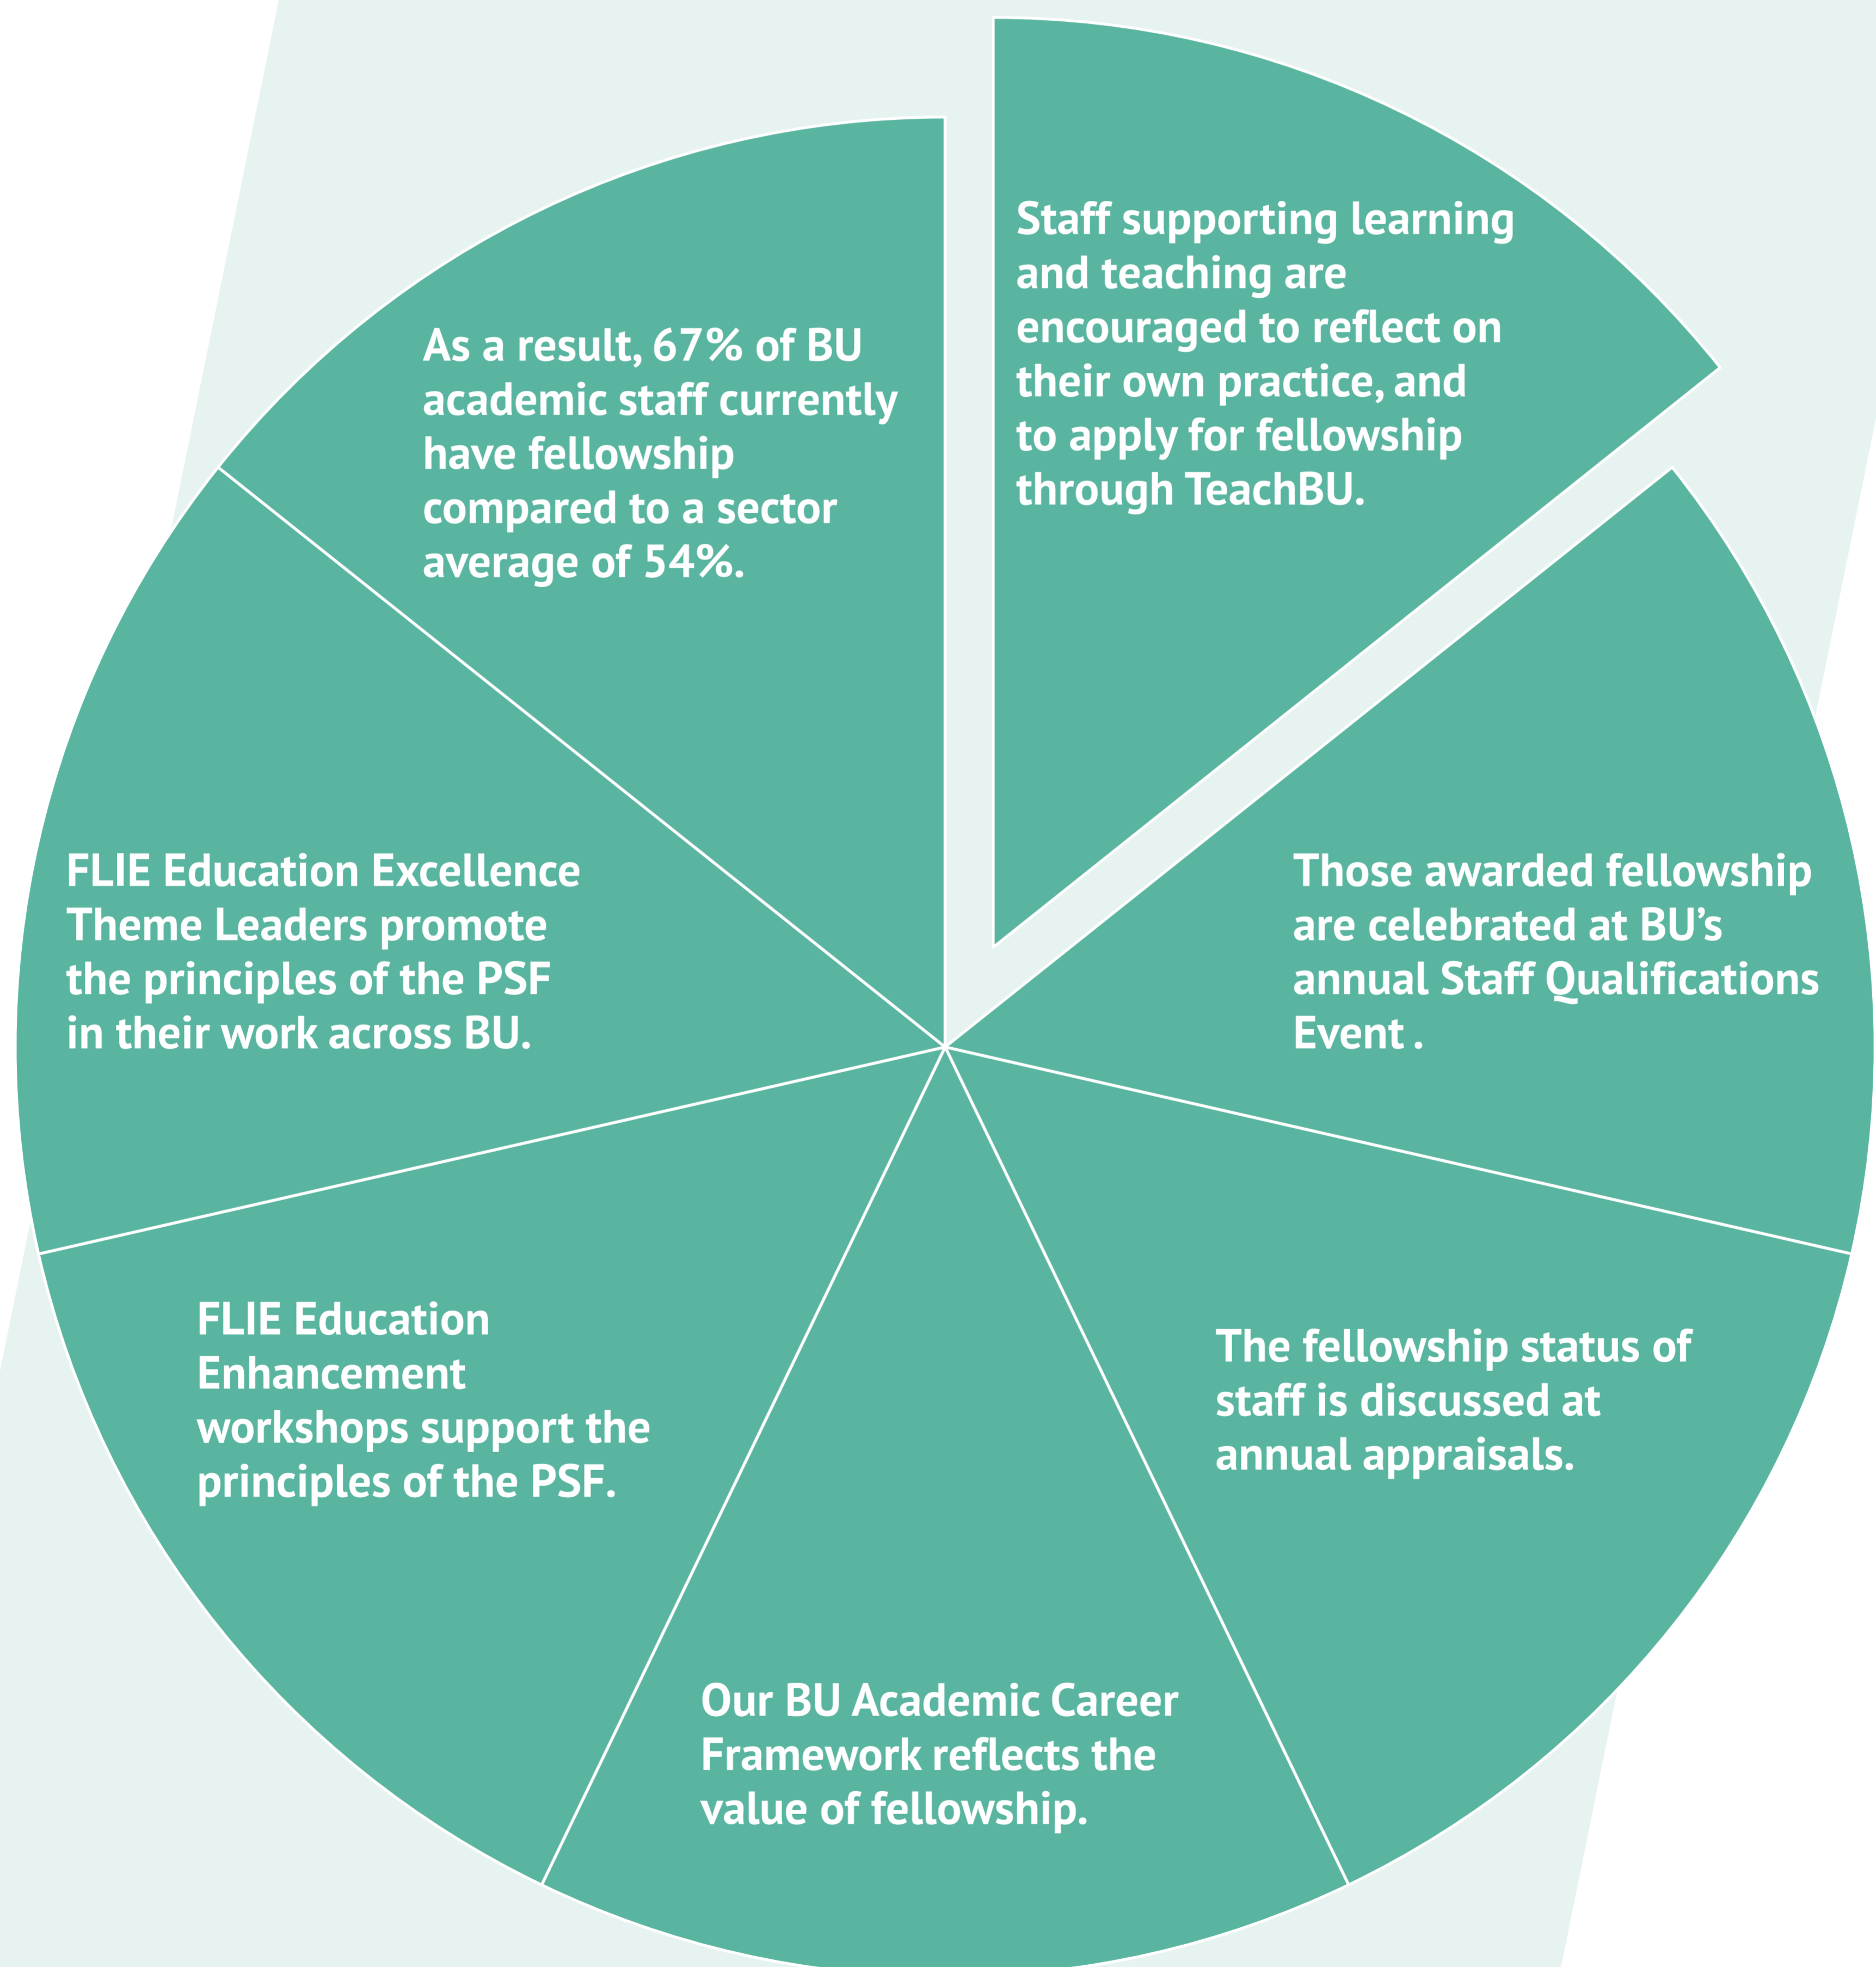 Staff supporting learning
and teaching are
encouraged to reflect on
their own practice, and
to apply for fellowship
through TeachBU.
Those awarded fellowship
are celebrated at BU’s
annual Staff Qualifications
Event .
The fellowship status of
staff is discussed at
annual appraisals.
Our BU Academic Career
Framework reflects the
value of fellowship.
FLIE Education
Enhancement
workshops support the
principles of the PSF.
FLIE Education Excellence
Theme Leaders promote
the principles of the PSF
in their work across BU.
As a result, 67% of BU
academic staff currently
have fellowship
compared to a sector
average of 54%.